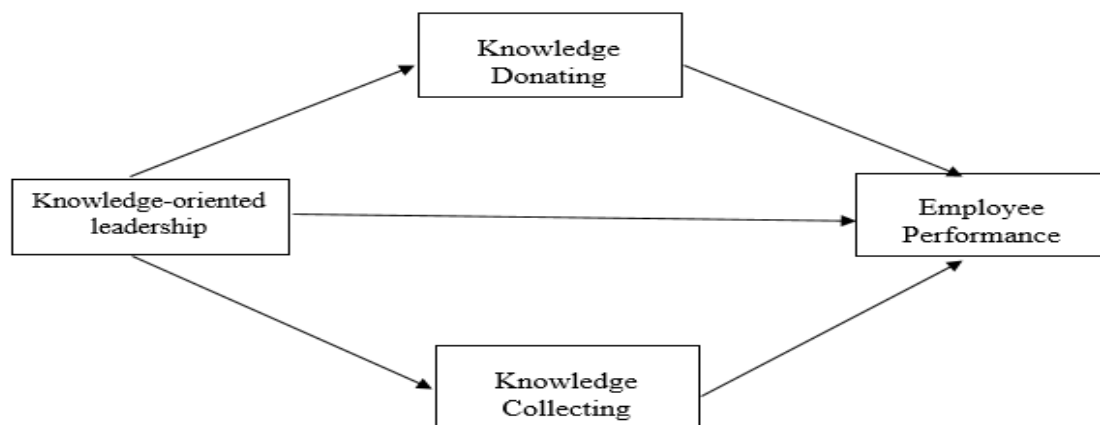 Knowledge
Donating
Knowledge-oriented
leadership
Employee
Performance
Knowledge
Collecting